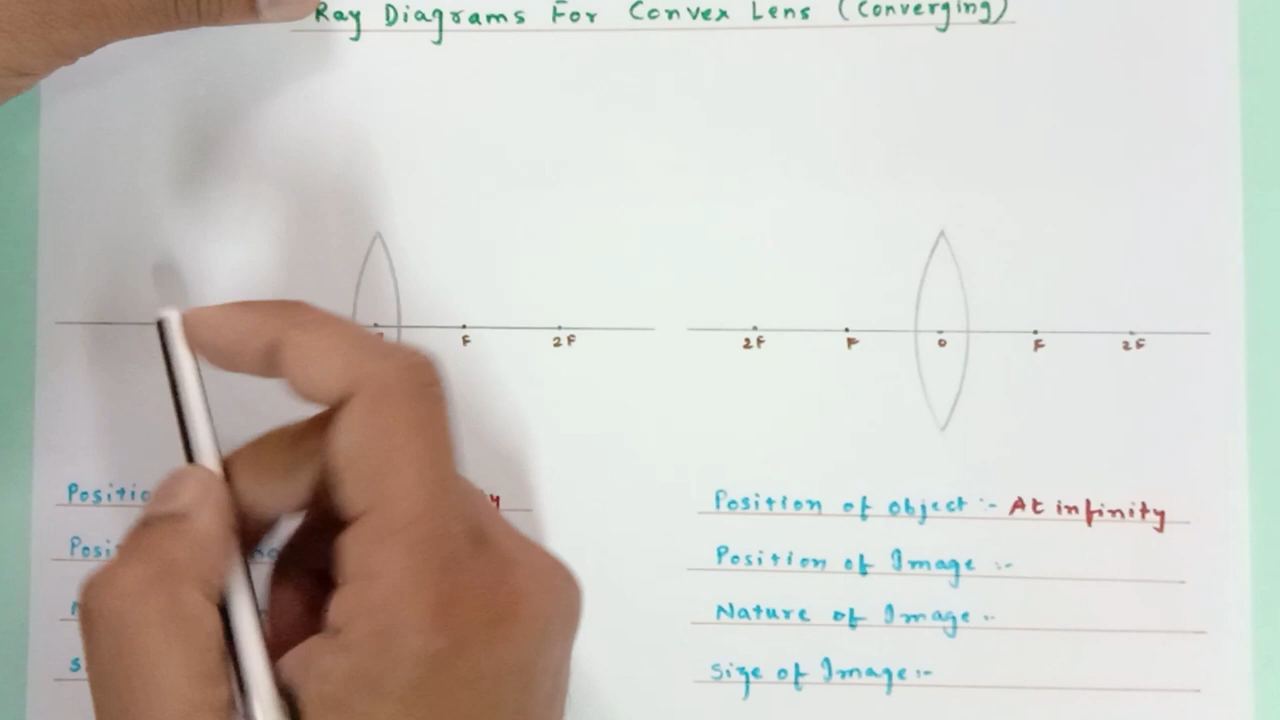 Ray Diagrams For Convex Lens (Converging)
F 2F
2F F O F 2F
Position of object :- At infinity
Position of Image :-
Nature of Image :-
Size of Image :-